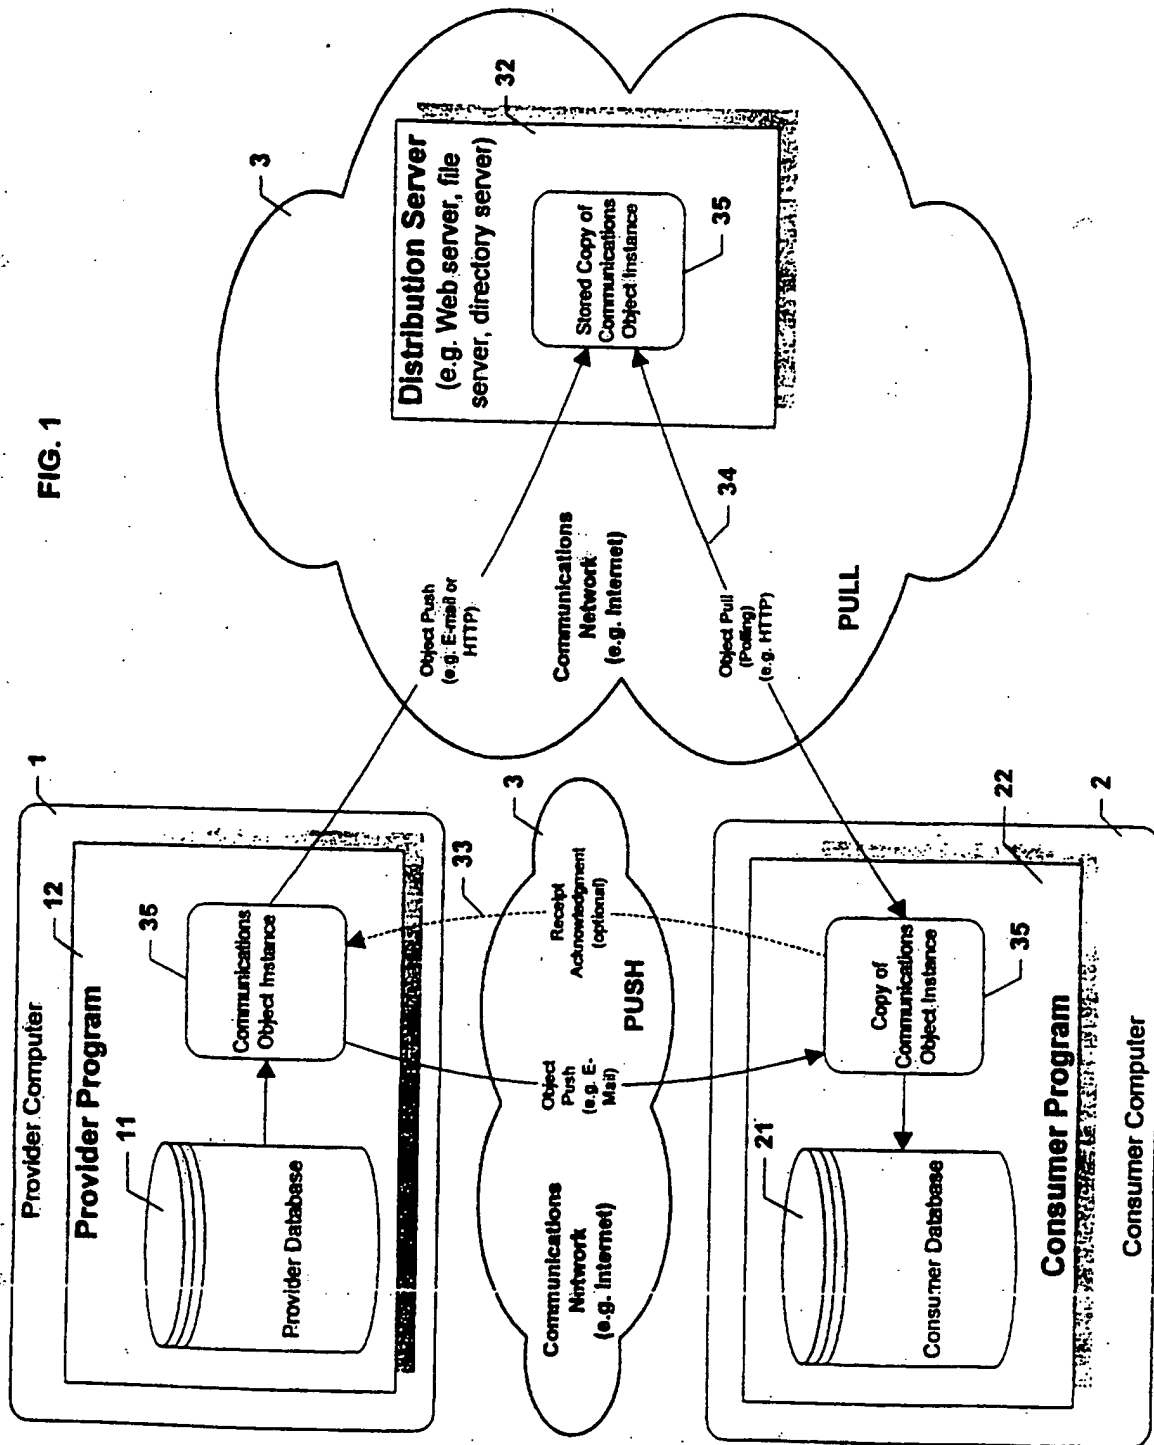 FIG. 1
Provider Computer
1
Provider Program
12
11
Provider Database
35
Communications
Object Instance
Communications
Nirtwork
(e.g. Internet)
Object
Push
(e.g. E-
Mail)
PUSH
Receipt
Acknowledgment
(optional)
33
3
21
Consumer Database
Copy of
Communications
Object Instance
35
Consumer Program
22
Consumer Computer
2
3
Object Push
(e.g. E-mail or
HTTP)
Communications
Network
(e.g. Internet)
Object Pull
(Polling)
(e.g. HTTP)
34
PULL
Distribution Server
(e.g. Web server, file
server, directory server)
32
Stored Copy of
Communications
Object Instance
35